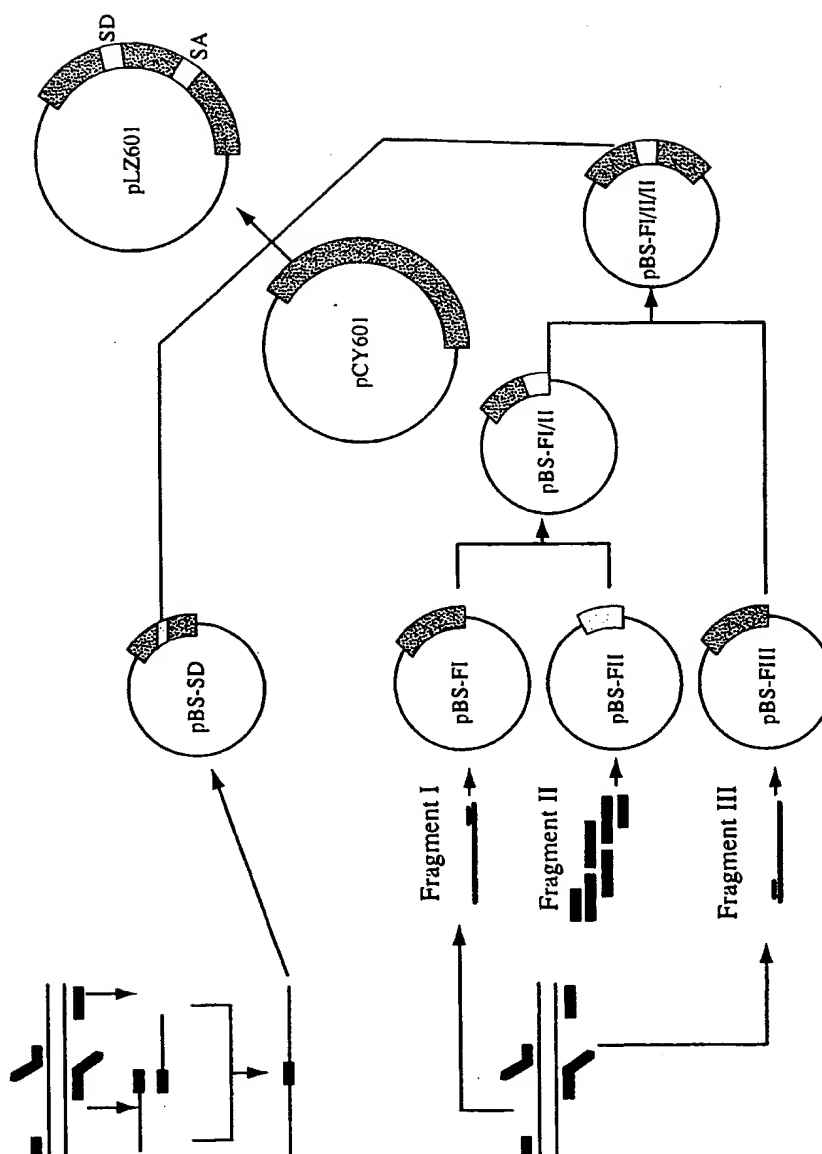 SD
SA
pLZ601
pCY601
pBS-SD
pBS-FI/II/II
pBS-FI/II
pBS-FI
pBS-FII
pBS-FIII
Fragment I
Fragment II
Fragment III